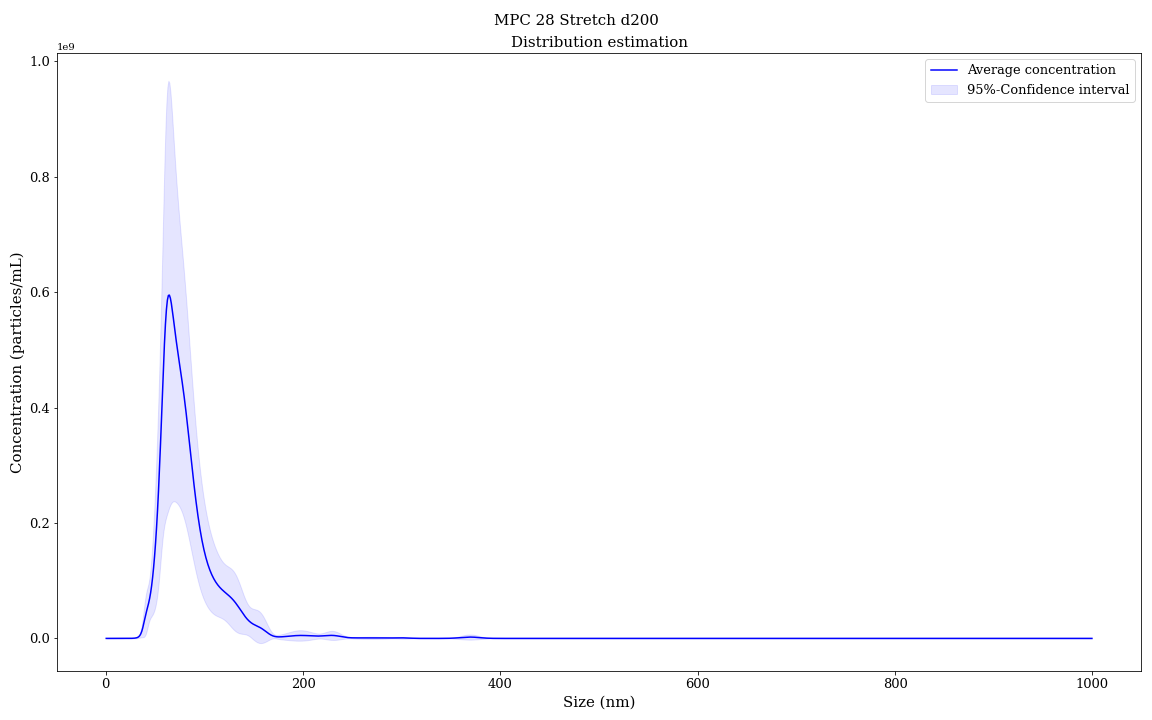 MPC 28 Stretch d200
Distribution estimation
1e9
1.0
0.8
0.6
0.4
0.2
0.0
Concentration (particles/mL)
Average concentration
95%-Confidence interval
0
200
400
600
800
1000
Size (nm)